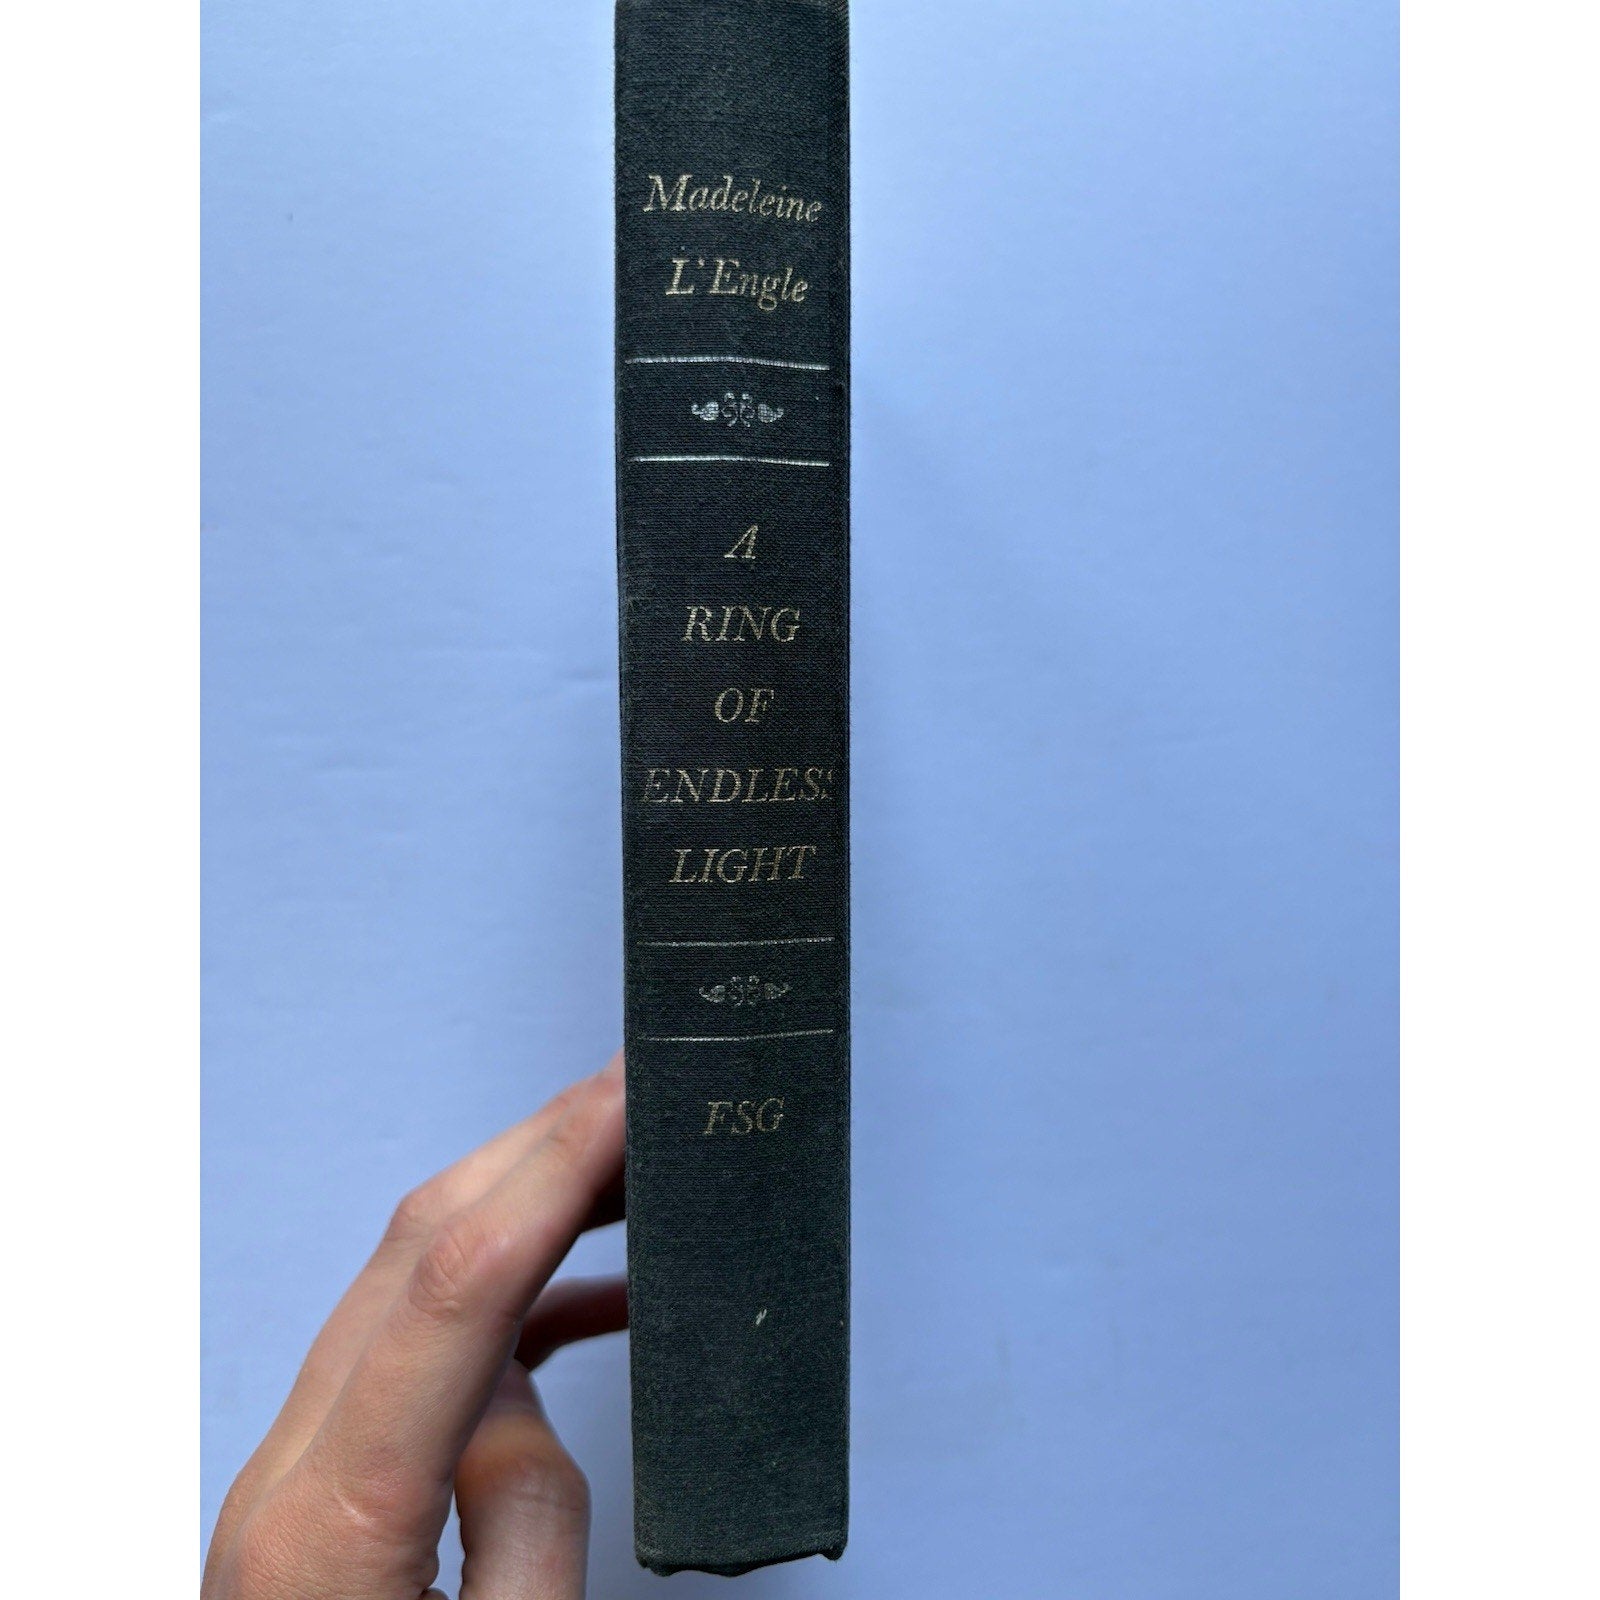 Madeleine
L'Engle
A
RING
OF
ENDLESS
LIGHT
FSG